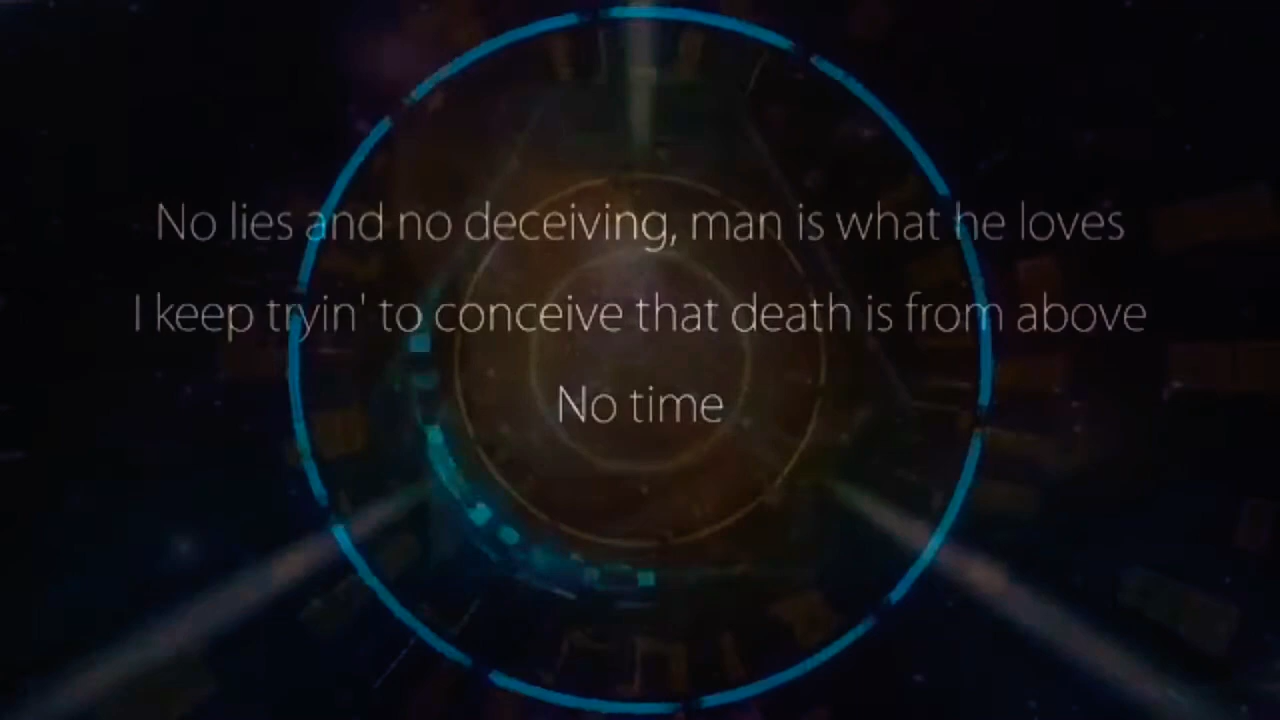 No lies and no deceiving, man is what he loves
I keep tryin' to conceive that death is from above
No time